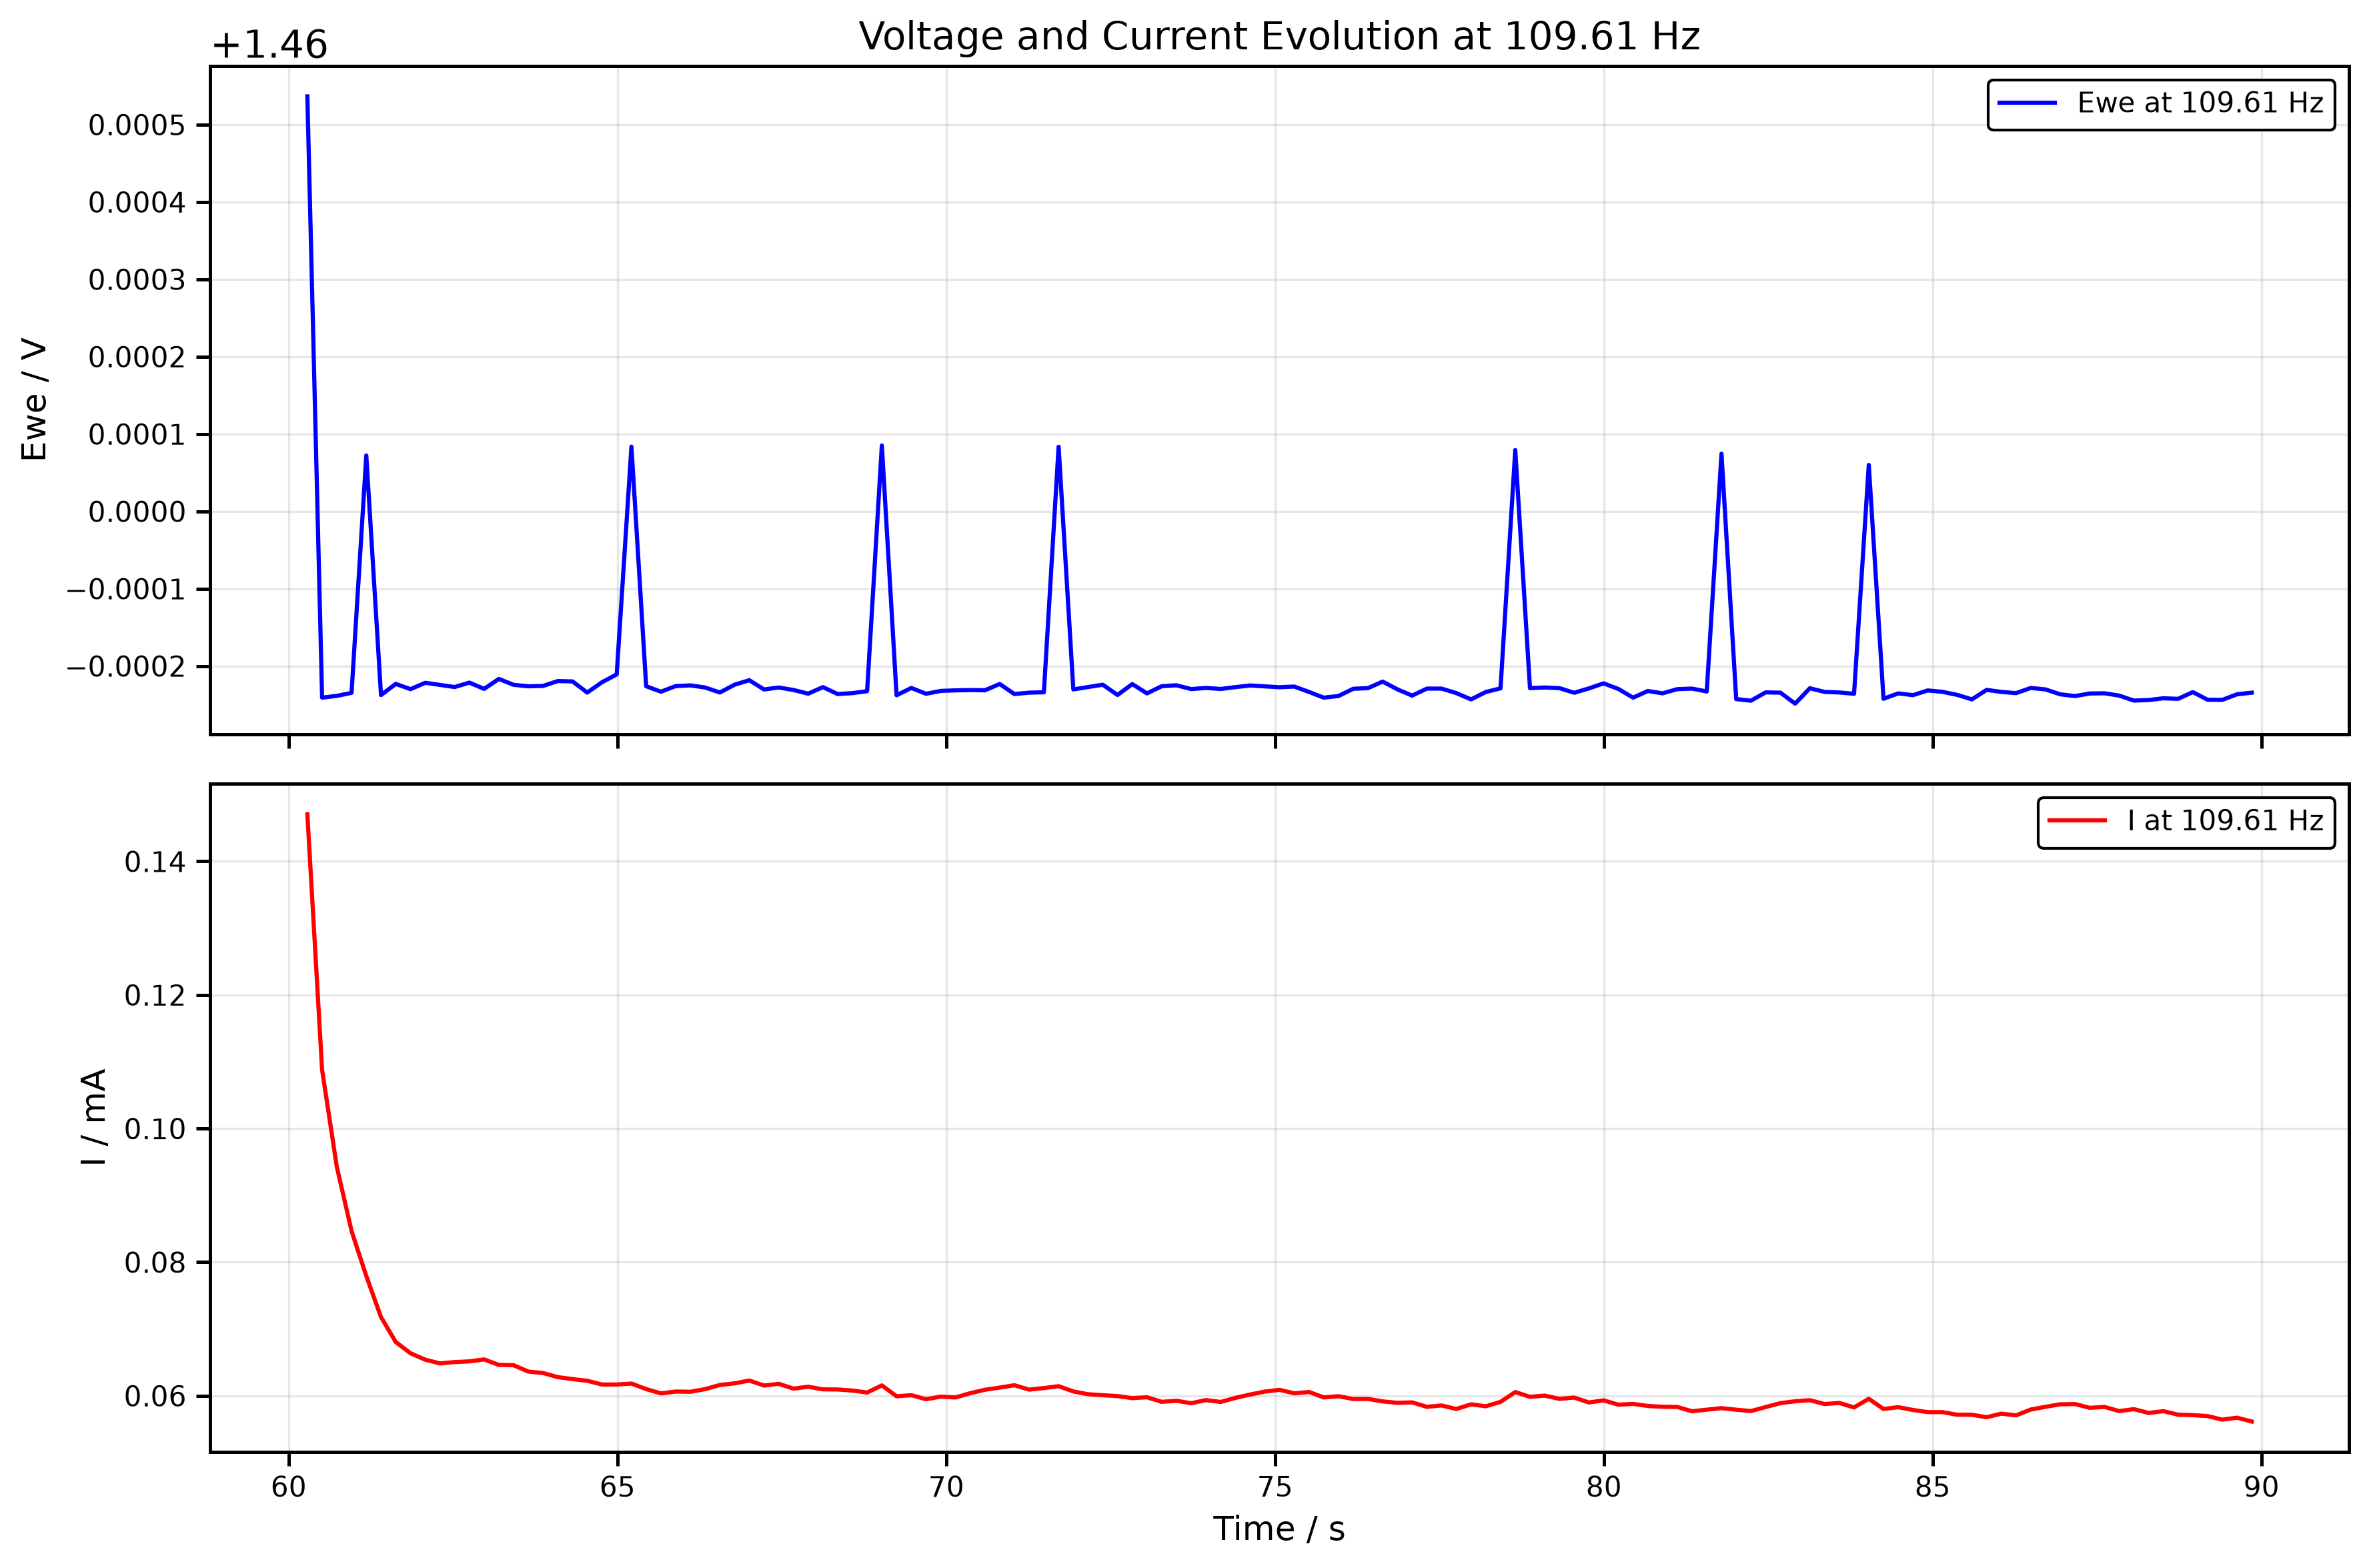 Voltage and Current Evolution at 109.61 Hz
+1.46
Ewe at 109.61 Hz
0.0005
0.0004
0.0003
0.0002
0.0001
0.0000
−0.0001
−0.0002
Ewe / V
I at 109.61 Hz
0.14
0.12
0.10
0.08
0.06
I / mA
60 65 70 75 80 85 90
Time / s